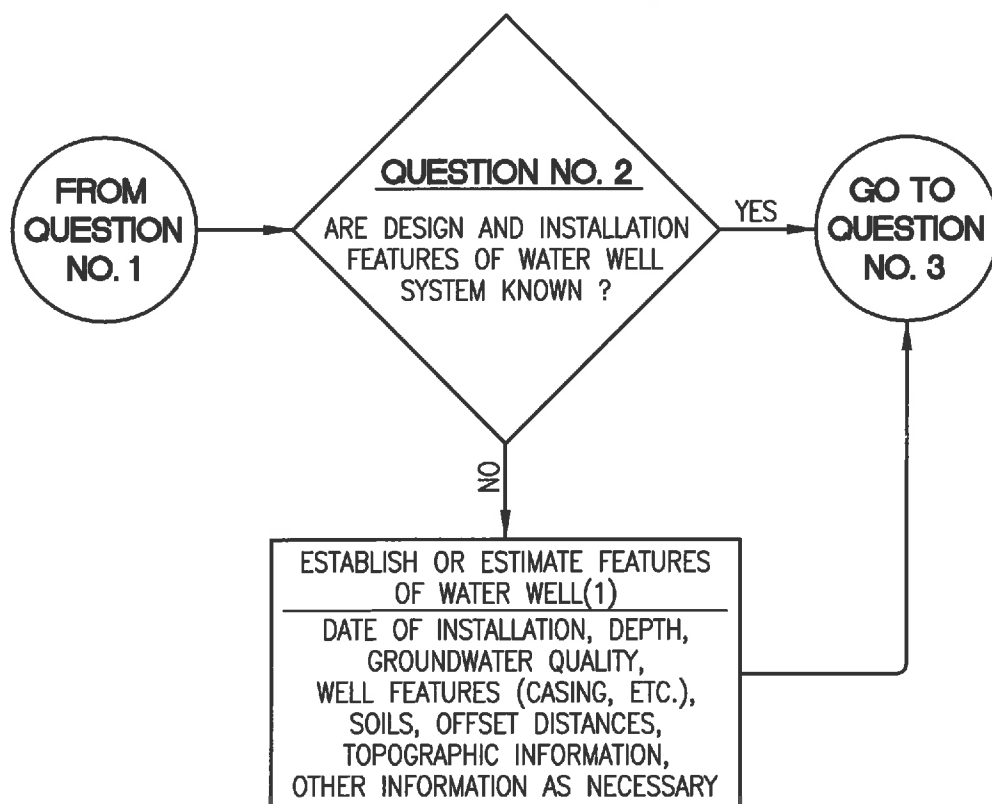 FROM
QUESTION
NO. 1
QUESTION NO. 2
ARE DESIGN AND INSTALLATION
FEATURES OF WATER WELL
SYSTEM KNOWN ?
YES
GO TO
QUESTION
NO. 3
NO
ESTABLISH OR ESTIMATE FEATURES
OF WATER WELL(1)
DATE OF INSTALLATION, DEPTH,
GROUNDWATER QUALITY,
WELL FEATURES (CASING, ETC.),
SOILS, OFFSET DISTANCES,
TOPOGRAPHIC INFORMATION,
OTHER INFORMATION AS NECESSARY